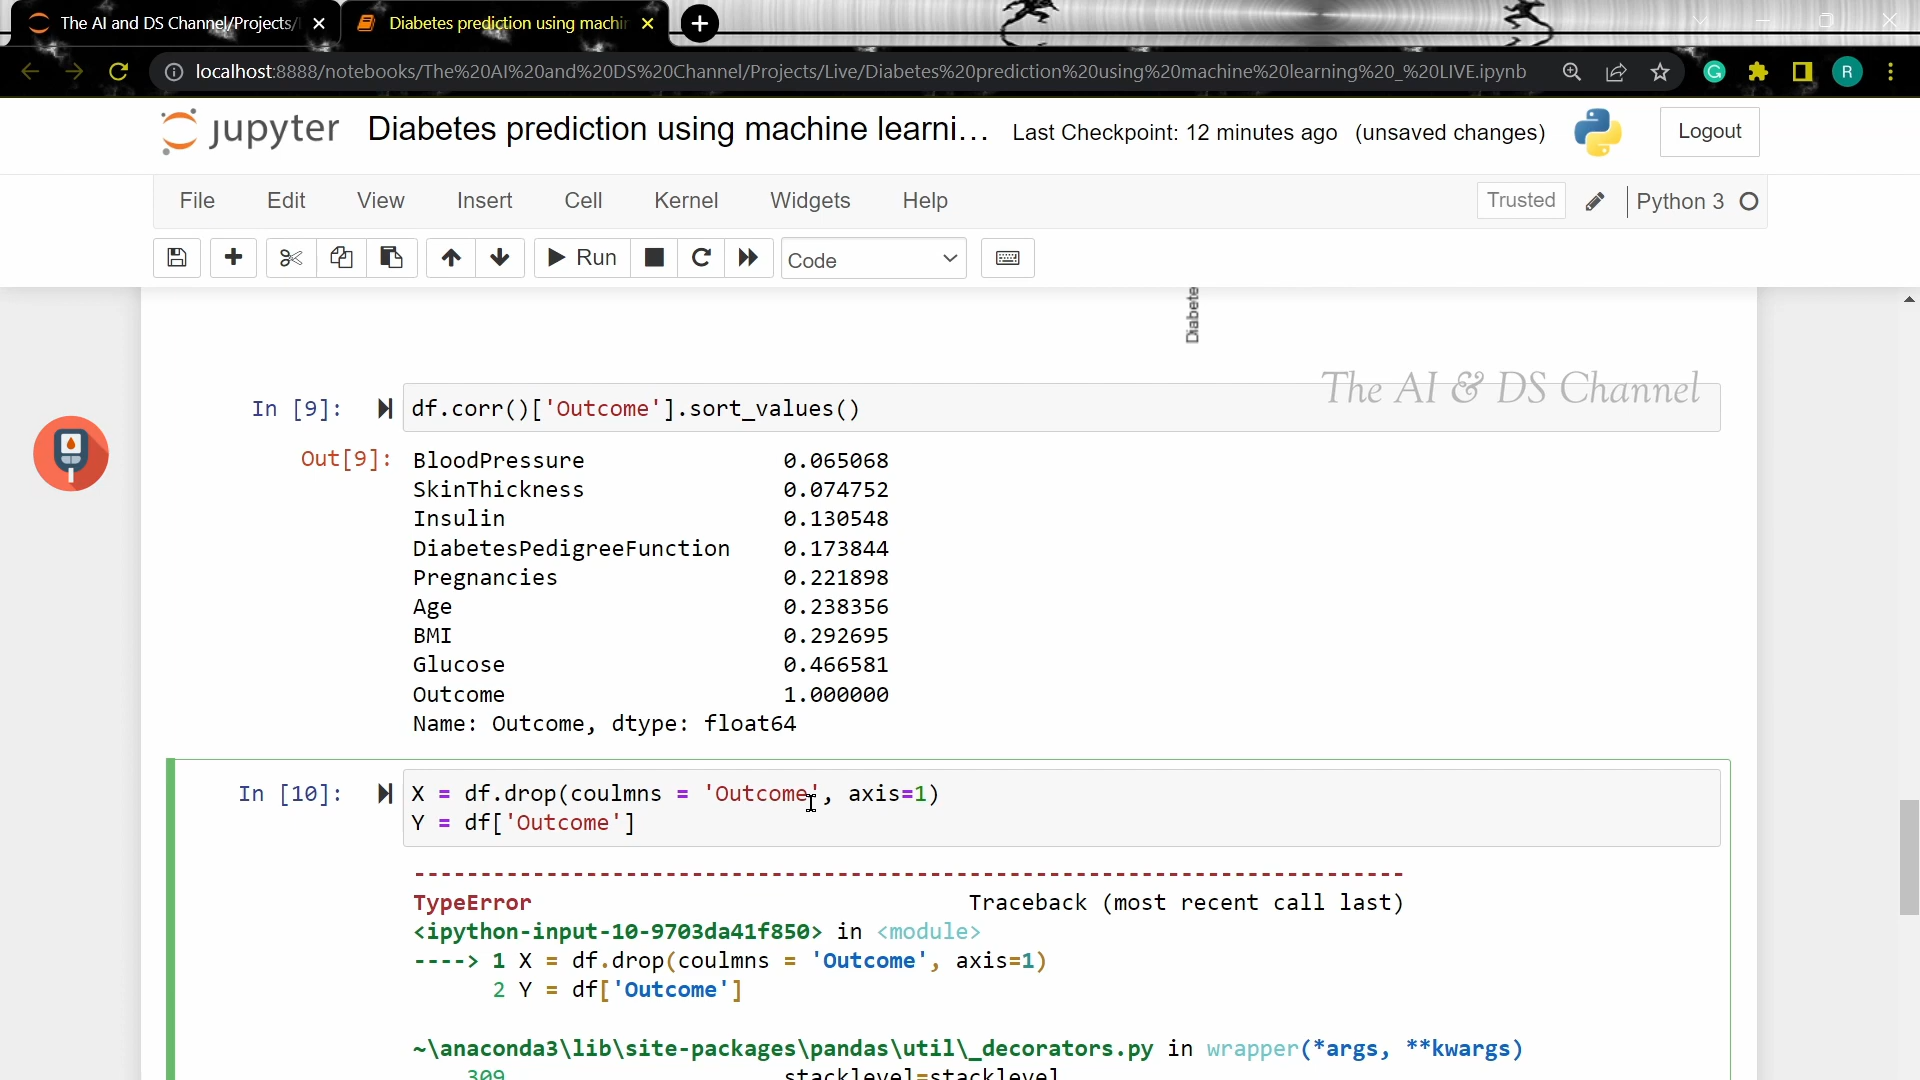 The AI and DS Channel/Projects/
Diabetes prediction using machin
localhost:8888/notebooks/The%20AI%20and%20DS%20Channel/Projects/Live/Diabetes%20prediction%20using%20machine%20learning%20_%20LIVE.ipynb
R
jupyter Diabetes prediction using machine learni... Last Checkpoint: 12 minutes ago (unsaved changes) Logout
File Edit View Insert Cell Kernel Widgets Help Trusted Python 3
Run Code
Diabete
The AI & DS Channel
In [9]: df.corr()['Outcome'].sort_values()
Out[9]: BloodPressure 0.065068
SkinThickness 0.074752
Insulin 0.130548
DiabetesPedigreeFunction 0.173844
Pregnancies 0.221898
Age 0.238356
BMI 0.292695
Glucose 0.466581
Outcome 1.000000
Name: Outcome, dtype: float64
In [10]: X = df.drop(coulmns = 'Outcome', axis=1)
Y = df['Outcome']
---------------------------------------------------------------------------
TypeError Traceback (most recent call last)
<ipython-input-10-9703da41f850> in <module>
----> 1 X = df.drop(coulmns = 'Outcome', axis=1)
2 Y = df['Outcome']
~\anaconda3\lib\site-packages\pandas\util\_decorators.py in wrapper(*args, **kwargs)
309 stacklevel=stacklevel